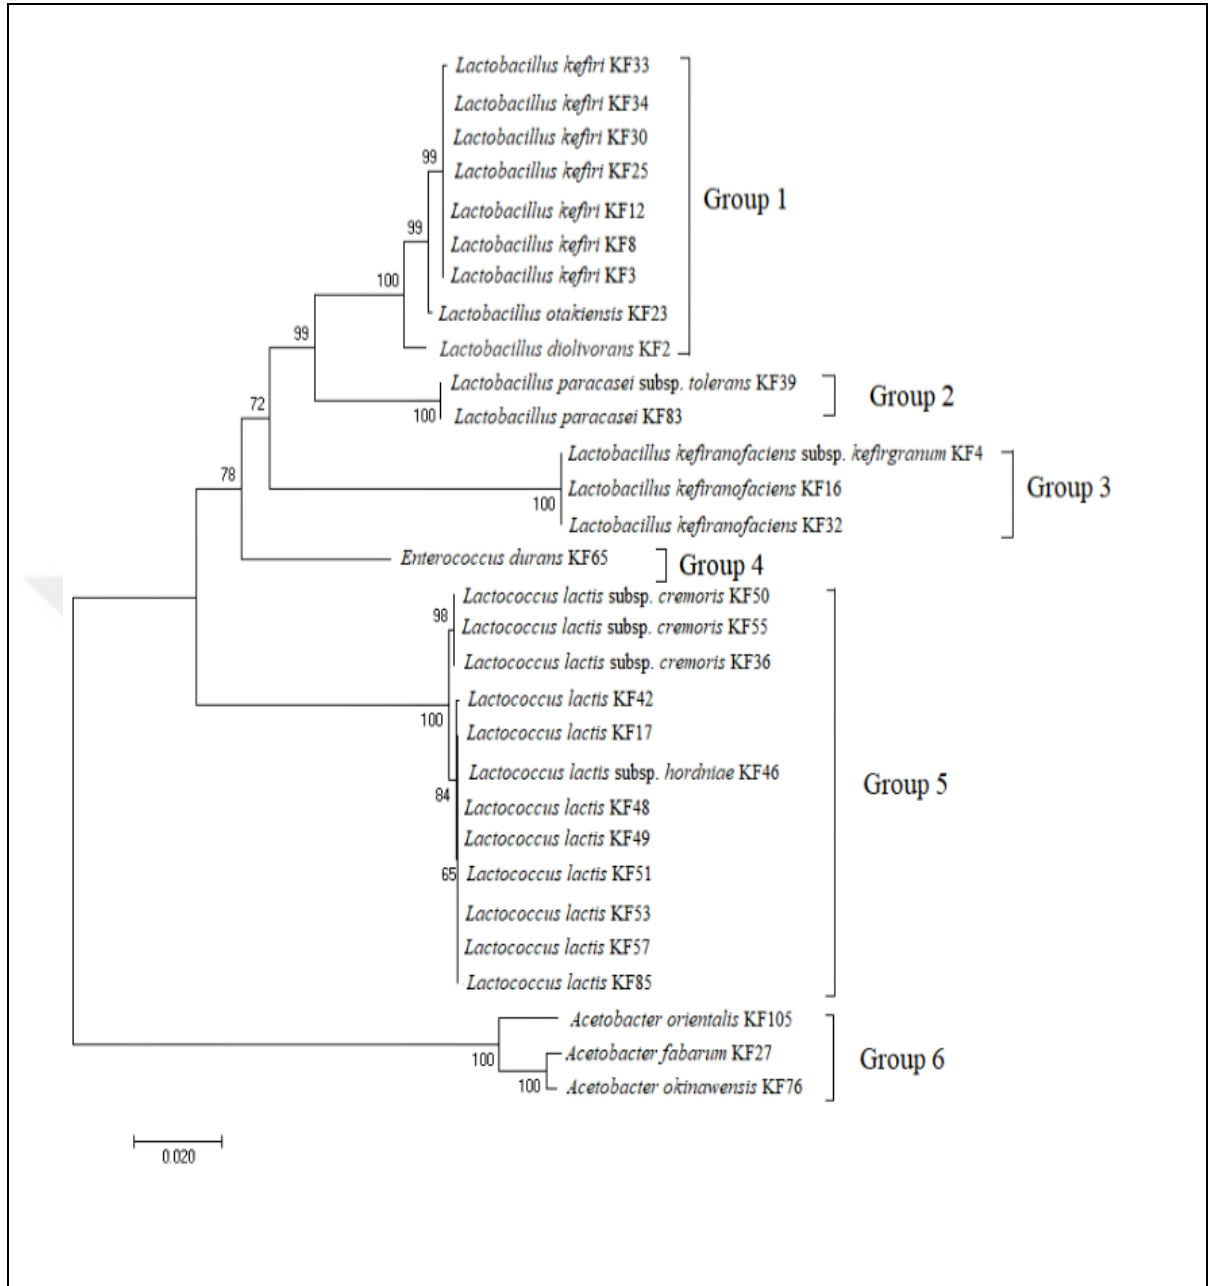 Lactobacillus kefiri KF33
Lactobacillus kefiri KF34
Lactobacillus kefiri KF30
99
Lactobacillus kefiri KF25
Group 1
Lactobacillus kefiri KF12
99
Lactobacillus kefiri KF8
Lactobacillus kefiri KF3
100
Lactobacillus otakiensis KF23
99
Lactobacillus diolivorans KF2
Lactobacillus paracasei subsp. tolerans KF39
Group 2
72
100
Lactobacillus paracasei KF83
Lactobacillus kefiranofaciens subsp. kefirgranum KF4
78
Lactobacillus kefiranofaciens KF16
Group 3
100
Lactobacillus kefiranofaciens KF32
Enterococcus durans KF65
Group 4
Lactococcus lactis subsp. cremoris KF50
98
Lactococcus lactis subsp. cremoris KF55
Lactococcus lactis subsp. cremoris KF36
Lactococcus lactis KF42
100
Lactococcus lactis KF17
Lactococcus lactis subsp. hordniae KF46
Group 5
84
Lactococcus lactis KF48
Lactococcus lactis KF49
65
Lactococcus lactis KF51
Lactococcus lactis KF53
Lactococcus lactis KF57
Lactococcus lactis KF85
Acetobacter orientalis KF105
100
Acetobacter fabarum KF27
Group 6
100
Acetobacter okinawensis KF76
0.020